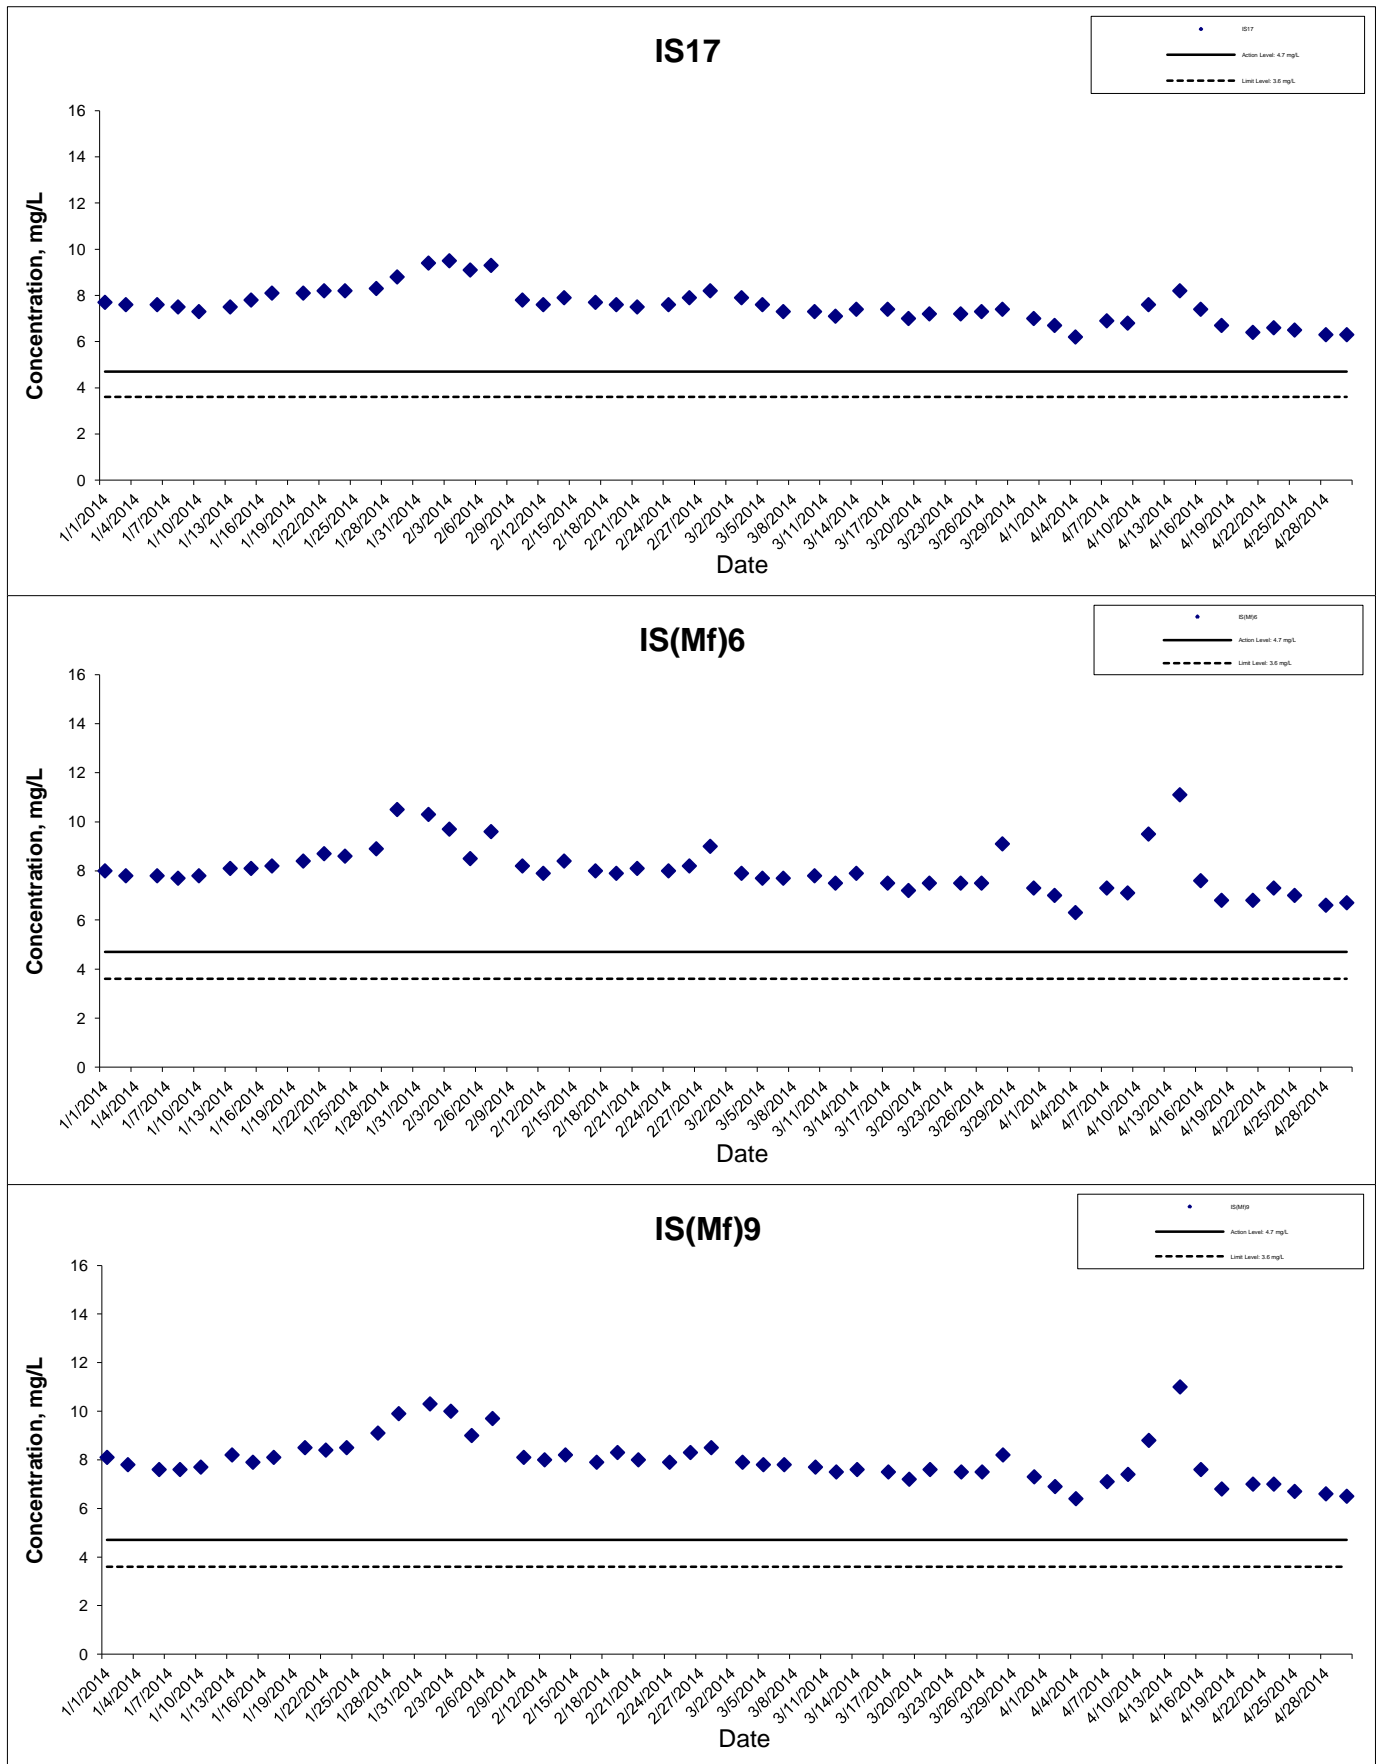 IS17
IS17
Action Level: 4.7 mg/L
Limit Level: 3.6 mg/L
Concentration, mg/L
16
14
12
10
8
6
4
2
0
1/1/2014 1/4/2014 1/7/2014 1/10/2014 1/13/2014 1/16/2014 1/19/2014 1/22/2014 1/25/2014 1/28/2014 1/31/2014 2/3/2014 2/6/2014 2/9/2014 2/12/2014 2/15/2014 2/18/2014 2/21/2014 2/24/2014 2/27/2014 3/2/2014 3/5/2014 3/8/2014 3/11/2014 3/14/2014 3/17/2014 3/20/2014 3/23/2014 3/26/2014 3/29/2014 4/1/2014 4/4/2014 4/7/2014 4/10/2014 4/13/2014 4/16/2014 4/19/2014 4/22/2014 4/25/2014 4/28/2014
Date
IS(Mf)6
IS(Mf)6
Action Level: 4.7 mg/L
Limit Level: 3.6 mg/L
Concentration, mg/L
16
14
12
10
8
6
4
2
0
1/1/2014 1/4/2014 1/7/2014 1/10/2014 1/13/2014 1/16/2014 1/19/2014 1/22/2014 1/25/2014 1/28/2014 1/31/2014 2/3/2014 2/6/2014 2/9/2014 2/12/2014 2/15/2014 2/18/2014 2/21/2014 2/24/2014 2/27/2014 3/2/2014 3/5/2014 3/8/2014 3/11/2014 3/14/2014 3/17/2014 3/20/2014 3/23/2014 3/26/2014 3/29/2014 4/1/2014 4/4/2014 4/7/2014 4/10/2014 4/13/2014 4/16/2014 4/19/2014 4/22/2014 4/25/2014 4/28/2014
Date
IS(Mf)9
IS(Mf)9
Action Level: 4.7 mg/L
Limit Level: 3.6 mg/L
Concentration, mg/L
16
14
12
10
8
6
4
2
0
1/1/2014 1/4/2014 1/7/2014 1/10/2014 1/13/2014 1/16/2014 1/19/2014 1/22/2014 1/25/2014 1/28/2014 1/31/2014 2/3/2014 2/6/2014 2/9/2014 2/12/2014 2/15/2014 2/18/2014 2/21/2014 2/24/2014 2/27/2014 3/2/2014 3/5/2014 3/8/2014 3/11/2014 3/14/2014 3/17/2014 3/20/2014 3/23/2014 3/26/2014 3/29/2014 4/1/2014 4/4/2014 4/7/2014 4/10/2014 4/13/2014 4/16/2014 4/19/2014 4/22/2014 4/25/2014 4/28/2014
Date